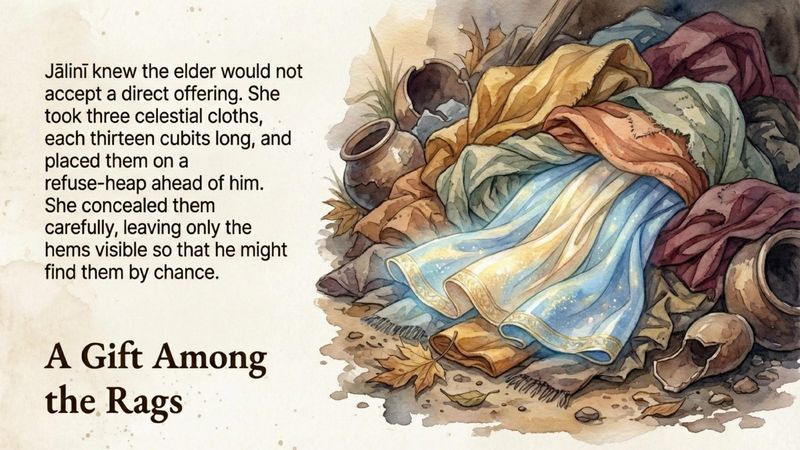 Jālinī knew the elder would not
accept a direct offering. She
took three celestial cloths,
each thirteen cubits long, and
placed them on a
refuse-heap ahead of him.
She concealed them
carefully, leaving only the
hems visible so that he might
find them by chance.
A Gift Among
the Rags